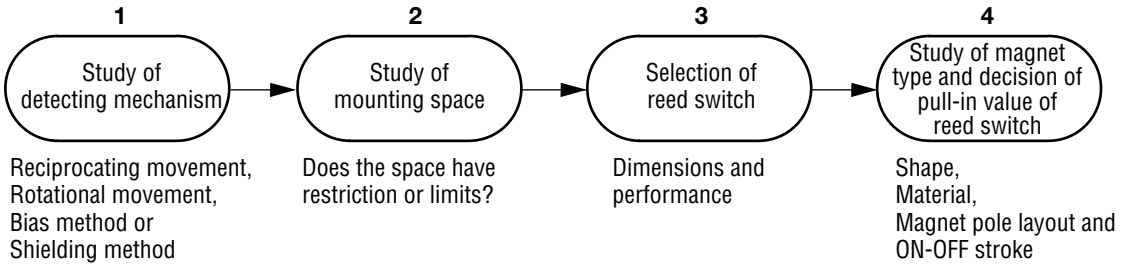 1
Study of
detecting mechanism
Reciprocating movement,
Rotational movement,
Bias method or
Shielding method
2
Study of
mounting space
Does the space have
restriction or limits?
3
Selection of
reed switch
Dimensions and
performance
4
Study of magnet
type and decision of
pull-in value of
reed switch
Shape,
Material,
Magnet pole layout and
ON-OFF stroke